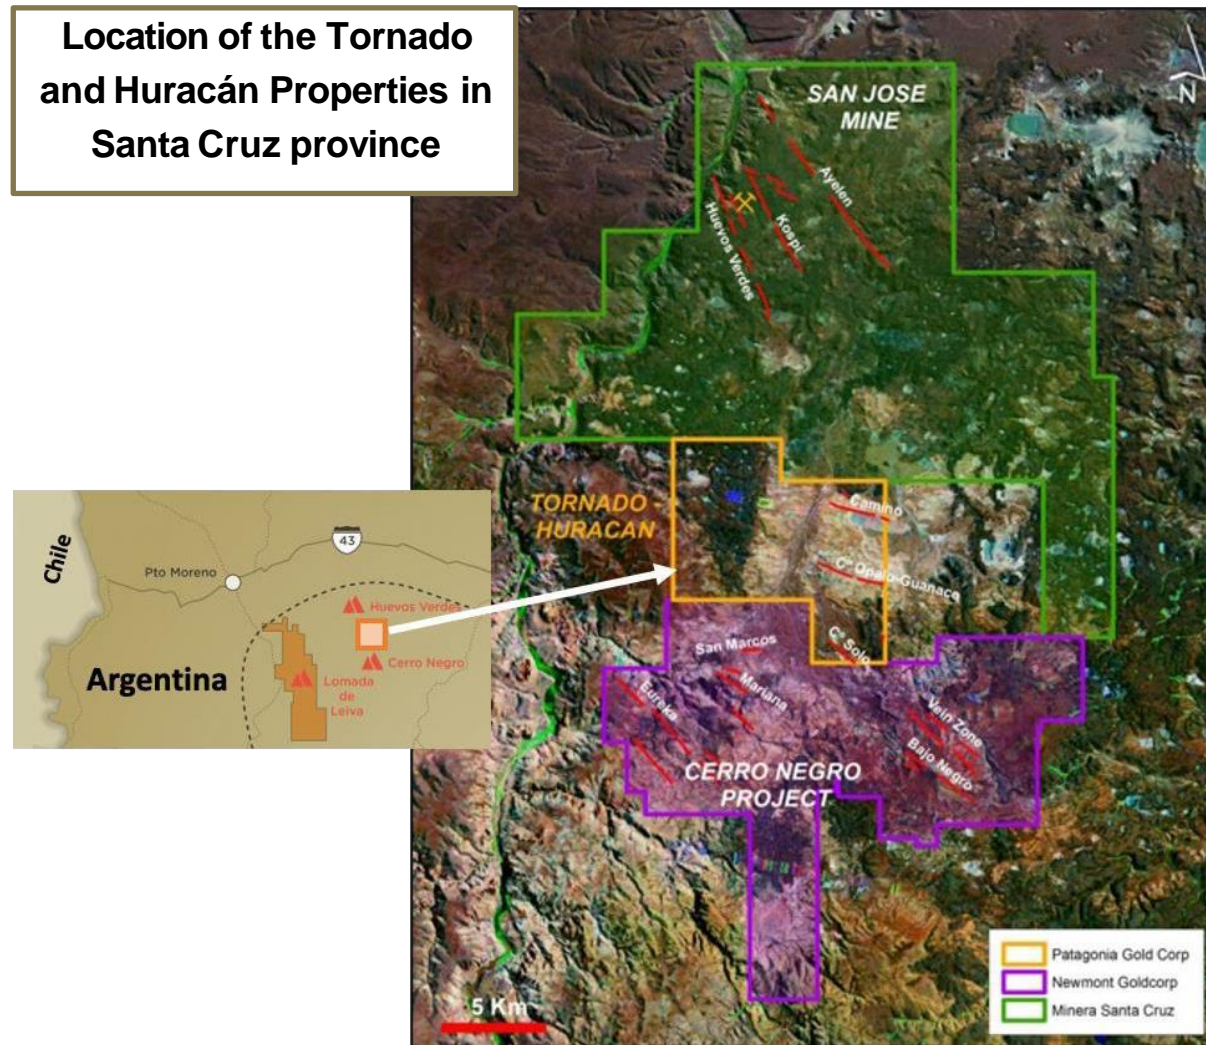 Location of the Tornado
and Huracán Properties in
Santa Cruz province
SAN JOSE
MINE
N
Ayelen
Kospi
Huevos Verdes
TORNADO -
HURACAN
Camino
Cº Opalo-Guanaco
Cº Solo
San Marcos
Mariana
Eureka
Vein Zone
Bajo Negro
CERRO NEGRO
PROJECT
5 Km
Patagonia Gold Corp
Newmont Goldcorp
Minera Santa Cruz
Chile
43
Pto Moreno
Huevos Verdes
Cerro Negro
Argentina
Lomada
de
Leiva